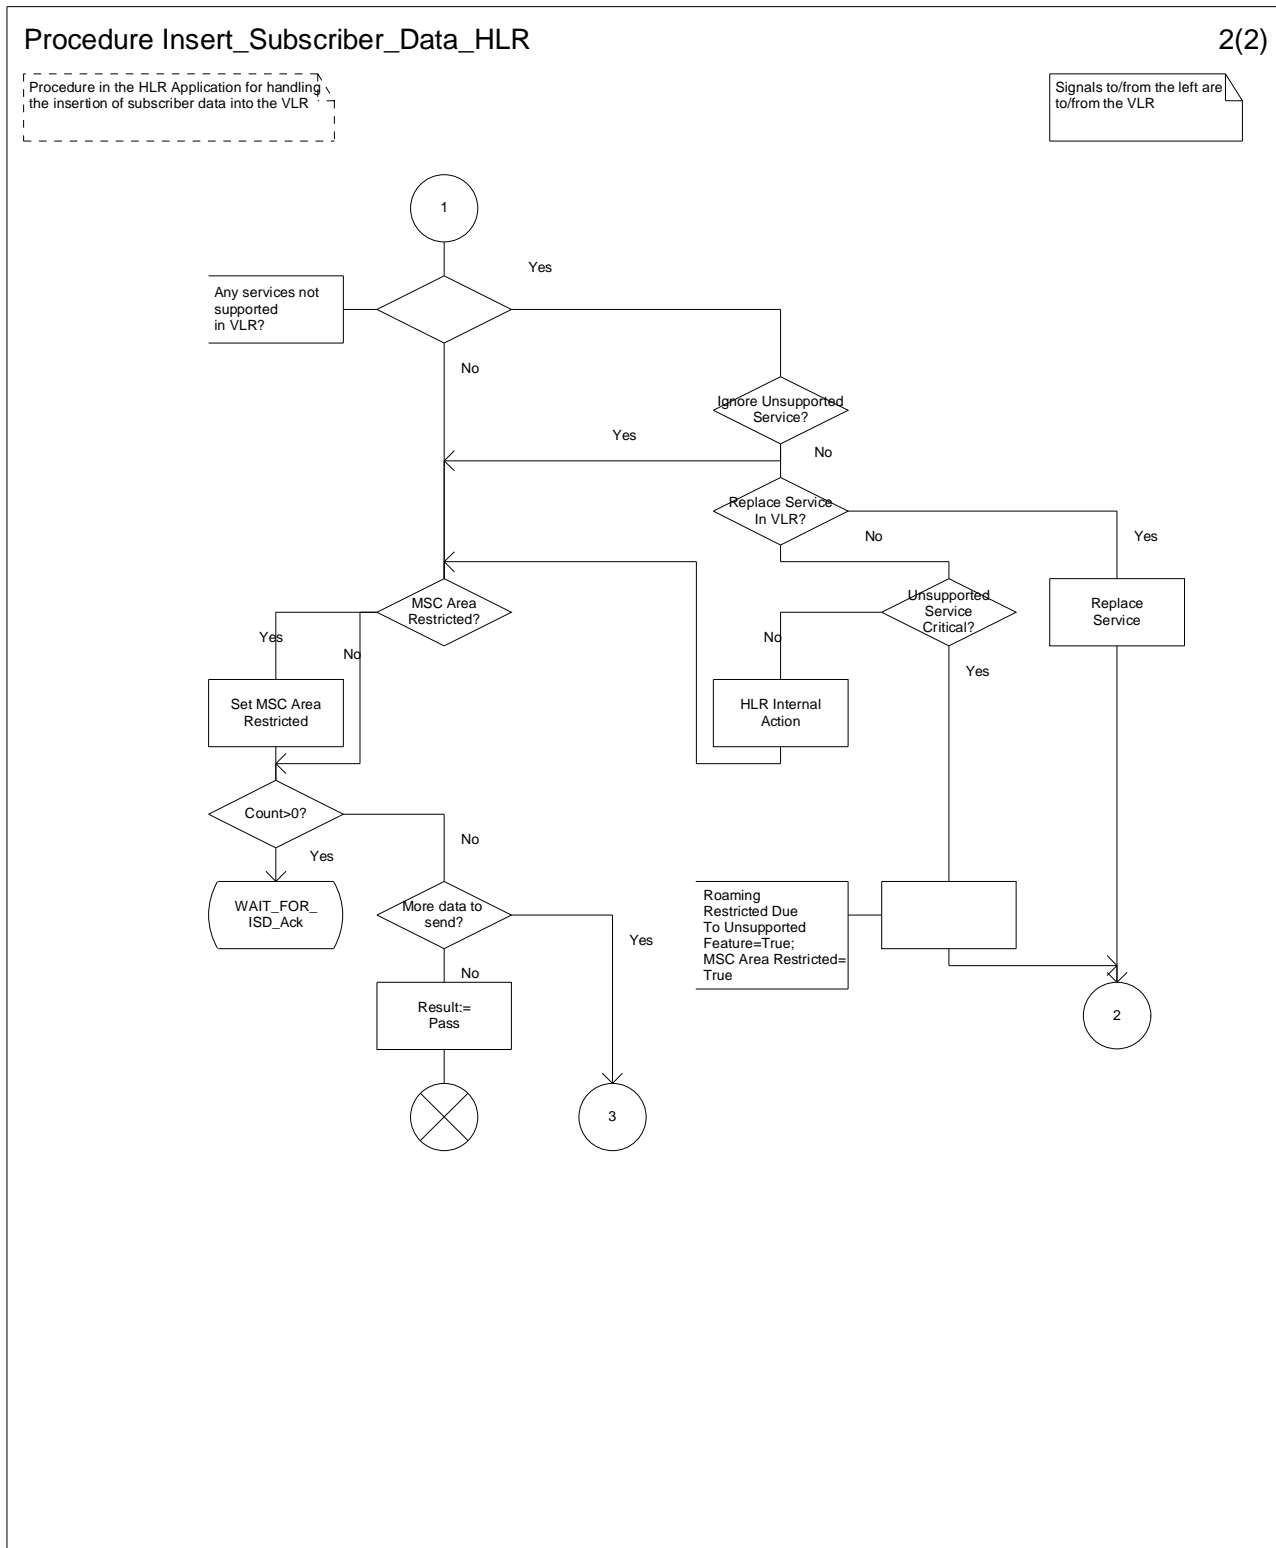 Procedure Insert_Subscriber_Data_HLR
2(2)
Procedure in the HLR Application for handling
the insertion of subscriber data into the VLR
Signals to/from the left are
to/from the VLR
1
Yes
Any services not
supported
in VLR?
No
Ignore Unsupported
Service?
Yes
No
Replace Service
In VLR?
No
Yes
MSC Area
Restricted?
Unsupported
Service
Critical?
Replace
Service
Yes
No
No
Yes
Set MSC Area
Restricted
HLR Internal
Action
Count>0?
No
Yes
WAIT_FOR_
ISD_Ack
More data to
send?
Yes
Roaming
Restricted Due
To Unsupported
Feature=True;
MSC Area Restricted=
True
No
Result:=
Pass
2
3